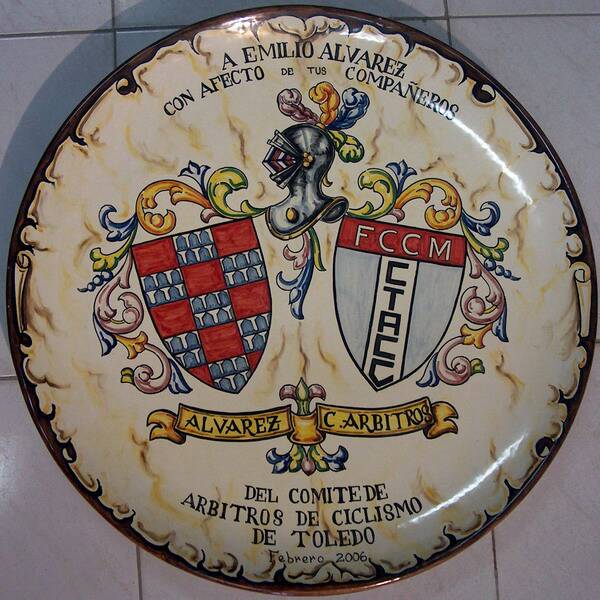 A EMILIO ALVAREZ
CON AFECTO DE TUS COMPAÑEROS
FCCM
CTACC
ALVAREZ C. ARBITROS
DEL COMITE DE
ARBITROS DE CICLISMO
DE TOLEDO
Febrero 2006.